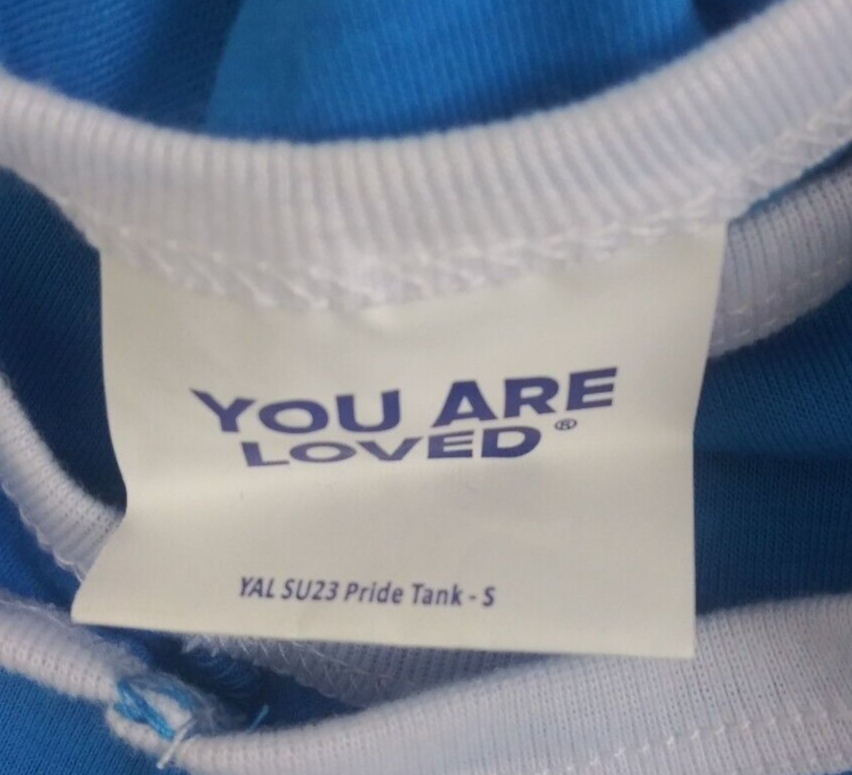 YOU ARE
LOVED®
YAL SU23 Pride Tank - S